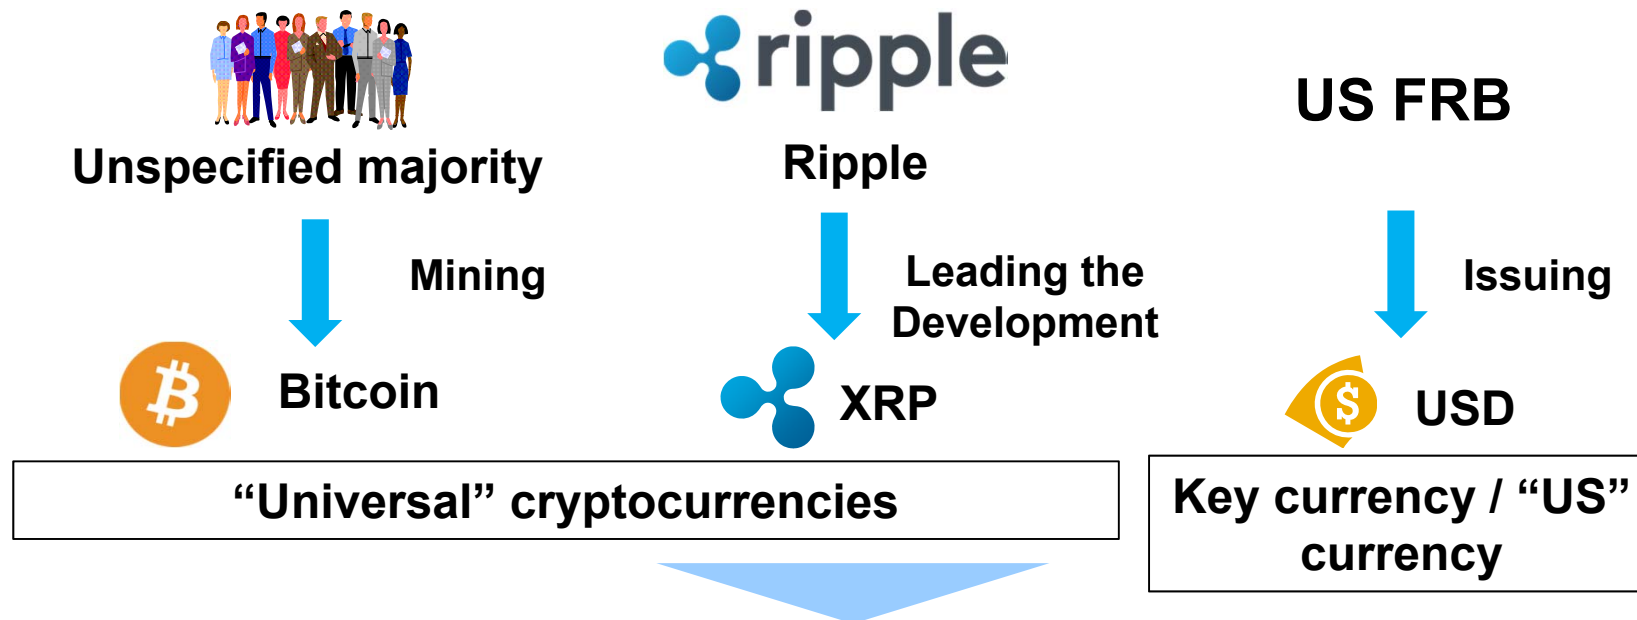 ripple
US FRB
Unspecified majority
Ripple
Mining
Leading the
Development
Issuing
₿
Bitcoin
XRP
$
USD
“Universal” cryptocurrencies
Key currency / “US”
currency